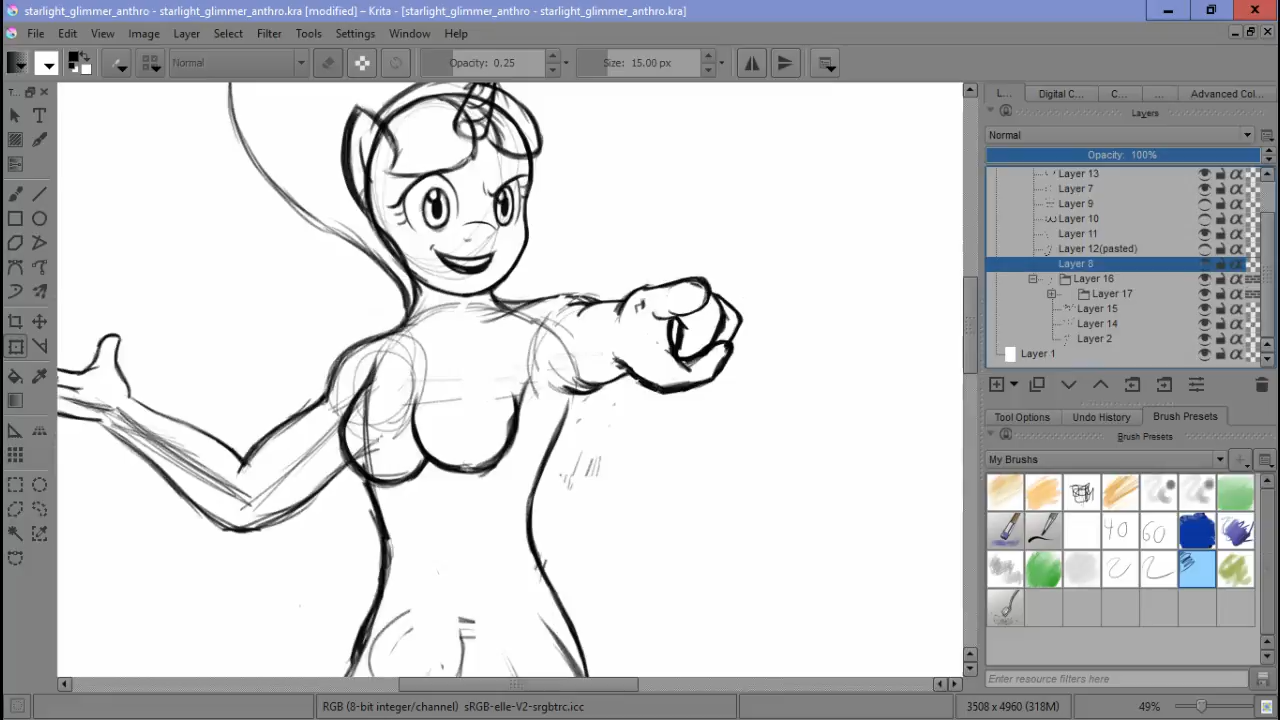 starlight_glimmer_anthro.kra [modified] – starlight_glimmer_anthro - Krita - [starlight_glimmer_anthro - starlight_glimmer_anthro.kra]
File Edit View Image Layer Select Filter Tools Settings Window Help
Normal Opacity: 0.25 Size: 15.00 px
T... L... Digital C... C... ... Advanced Col...
Layers
Normal
Opacity: 100%
Layer 13
Layer 7
Layer 9
Layer 10
Layer 11
Layer 12(pasted)
Layer 8
Layer 16
Layer 17
Layer 15
Layer 14
Layer 2
Layer 1
Tool Options Undo History Brush Presets
Brush Presets
My Brushes
40 60
Enter resource filters here
RGB (8-bit integer/channel) sRGB-elle-V2-srgbtrc.icc 3508 x 4960 (318M) 49%